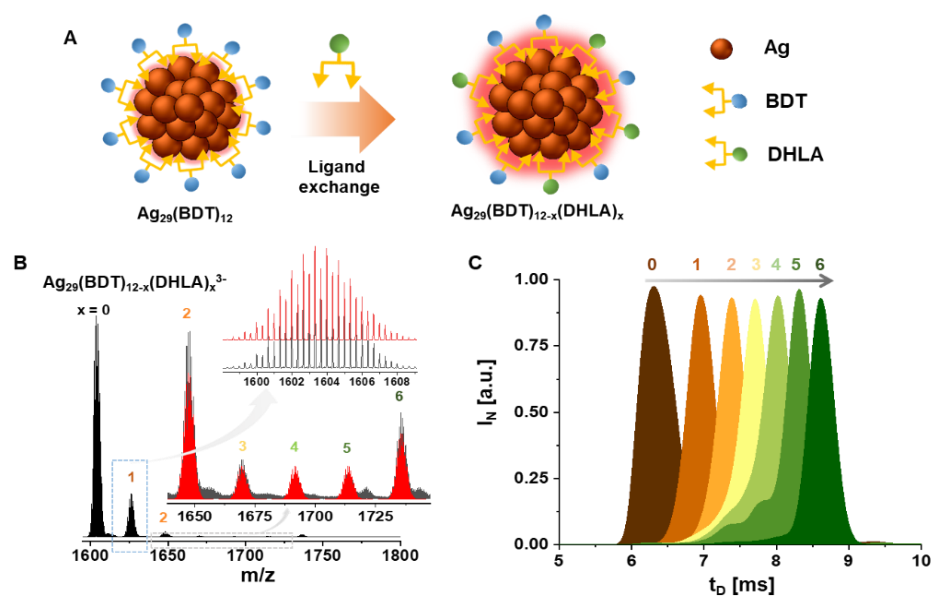 A
Ag
BDT
DHLA
Ligand
exchange
Ag29(BDT)12
Ag29(BDT)12-x(DHLA)x
B
Ag29(BDT)12-x(DHLA)x3-
x = 0
1
2
2
3
4
5
6
1600 1602 1604 1606 1608
1650 1675 1700 1725
1600 1650 1700 1750 1800
m/z
C
0 1 2 3 4 5 6
1.00
0.75
0.50
0.25
0.00
IN [a.u.]
5 6 7 8 9 10
tD [ms]